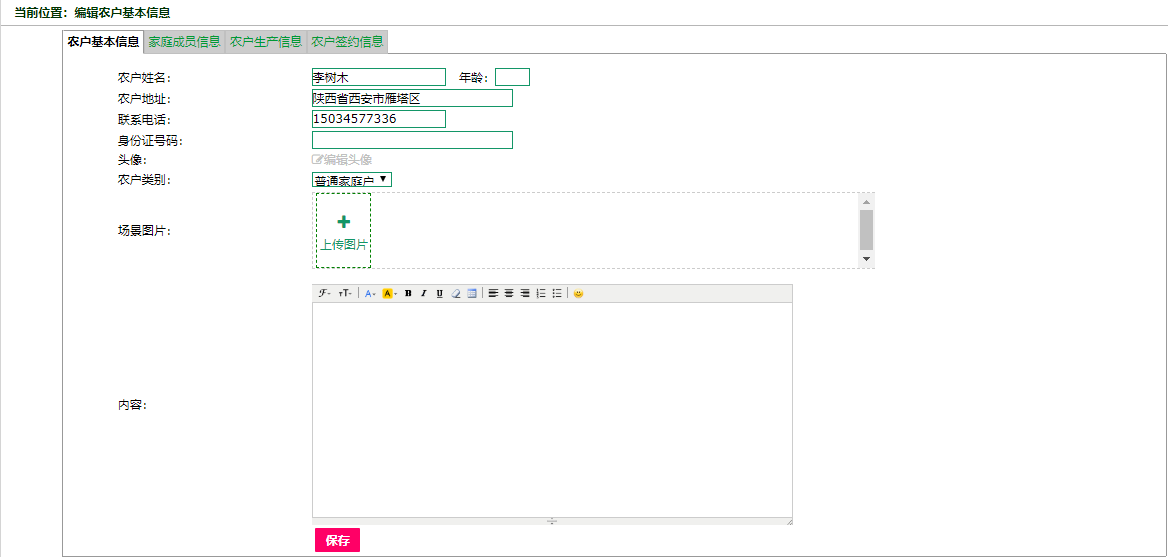 当前位置: 编辑农户基本信息
农户基本信息 家庭成员信息 农户生产信息 农户签约信息
农户姓名: 李树木 年龄:
农户地址: 陕西省西安市雁塔区
联系电话: 15034577336
身份证号码:
头像: 编辑头像
农户类别: 普通家庭户
场景图片: 上传图片
内容:
保存